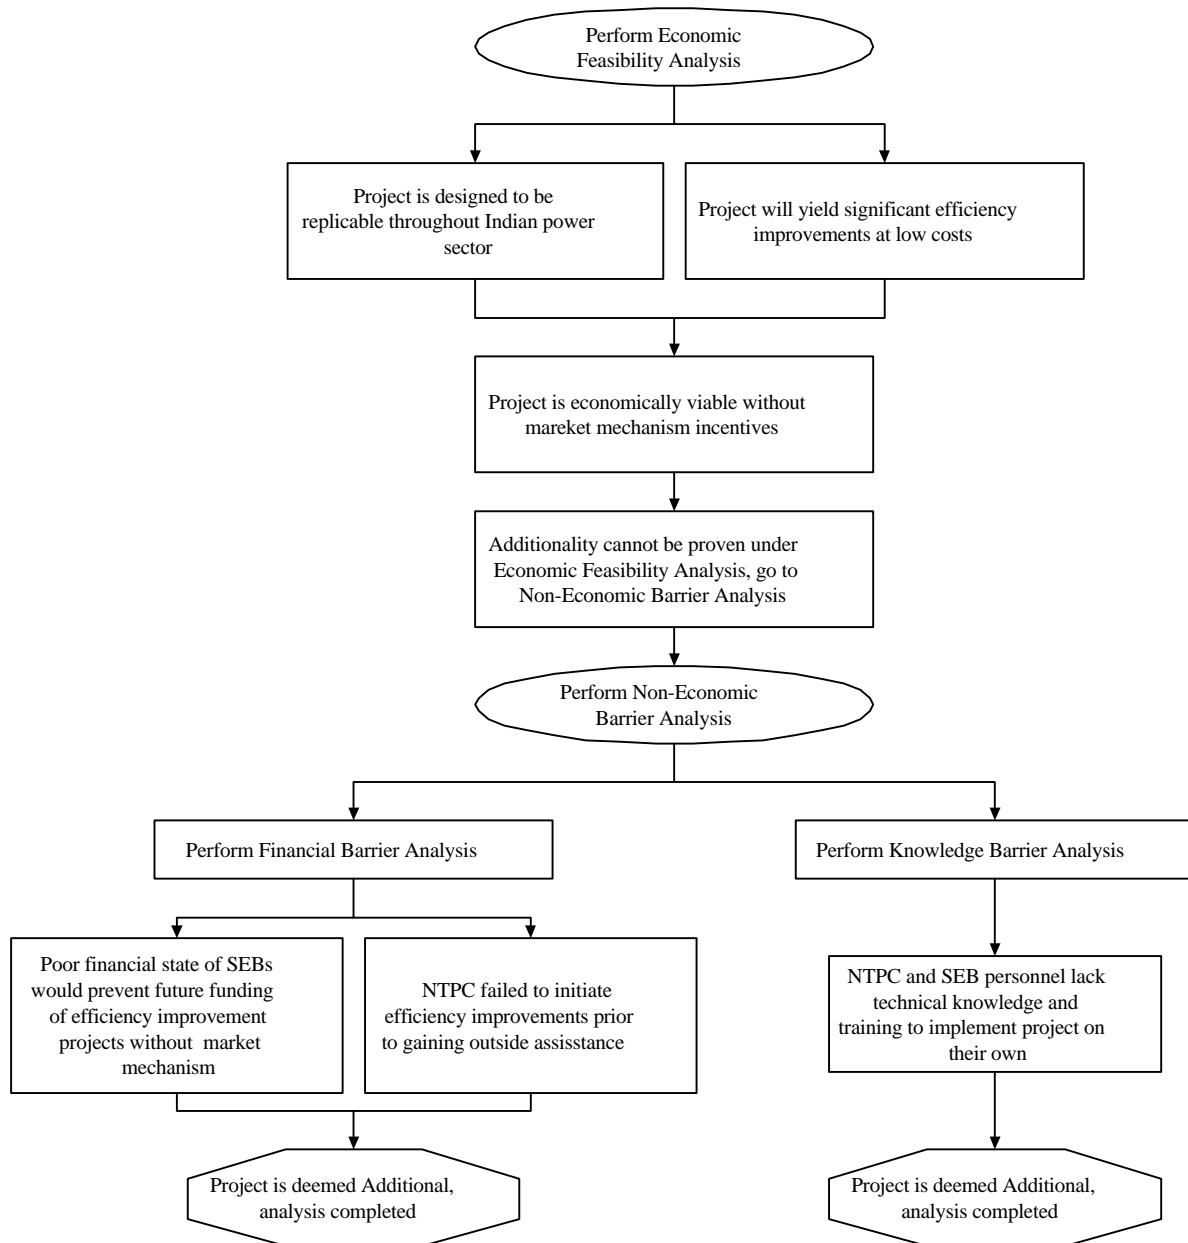 Perform Economic
Feasibility Analysis
Project is designed to be
replicable throughout Indian power
sector
Project will yield significant efficiency
improvements at low costs
Project is economically viable without
mareket mechanism incentives
Additionality cannot be proven under
Economic Feasibility Analysis, go to
Non-Economic Barrier Analysis
Perform Non-Economic
Barrier Analysis
Perform Financial Barrier Analysis
Perform Knowledge Barrier Analysis
Poor financial state of SEBs
would prevent future funding
of efficiency improvement
projects without market
mechanism
NTPC failed to initiate
efficiency improvements prior
to gaining outside assisstance
NTPC and SEB personnel lack
technical knowledge and
training to implement project on
their own
Project is deemed Additional,
analysis completed
Project is deemed Additional,
analysis completed